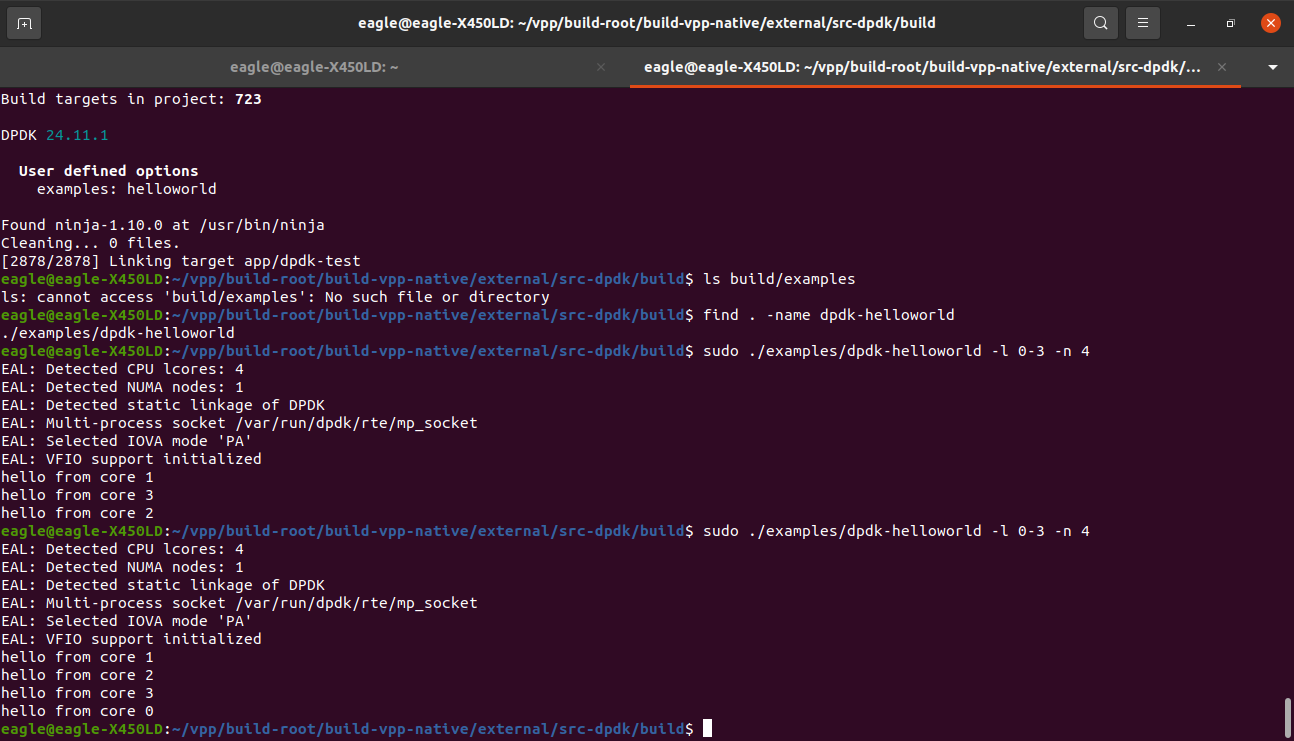 eagle@eagle-X450LD: ~/vpp/build-root/build-vpp-native/external/src-dpdk/build
eagle@eagle-X450LD: ~
eagle@eagle-X450LD: ~/vpp/build-root/build-vpp-native/external/src-dpdk/...
Build targets in project: 723
DPDK 24.11.1
User defined options
examples: helloworld
Found ninja-1.10.0 at /usr/bin/ninja
Cleaning... 0 files.
[2878/2878] Linking target app/dpdk-test
eagle@eagle-X450LD:~/vpp/build-root/build-vpp-native/external/src-dpdk/build$ ls build/examples
ls: cannot access 'build/examples': No such file or directory
eagle@eagle-X450LD:~/vpp/build-root/build-vpp-native/external/src-dpdk/build$ find . -name dpdk-helloworld
./examples/dpdk-helloworld
eagle@eagle-X450LD:~/vpp/build-root/build-vpp-native/external/src-dpdk/build$ sudo ./examples/dpdk-helloworld -l 0-3 -n 4
EAL: Detected CPU lcores: 4
EAL: Detected NUMA nodes: 1
EAL: Detected static linkage of DPDK
EAL: Multi-process socket /var/run/dpdk/rte/mp_socket
EAL: Selected IOVA mode 'PA'
EAL: VFIO support initialized
hello from core 1
hello from core 3
hello from core 2
eagle@eagle-X450LD:~/vpp/build-root/build-vpp-native/external/src-dpdk/build$ sudo ./examples/dpdk-helloworld -l 0-3 -n 4
EAL: Detected CPU lcores: 4
EAL: Detected NUMA nodes: 1
EAL: Detected static linkage of DPDK
EAL: Multi-process socket /var/run/dpdk/rte/mp_socket
EAL: Selected IOVA mode 'PA'
EAL: VFIO support initialized
hello from core 1
hello from core 2
hello from core 3
hello from core 0
eagle@eagle-X450LD:~/vpp/build-root/build-vpp-native/external/src-dpdk/build$